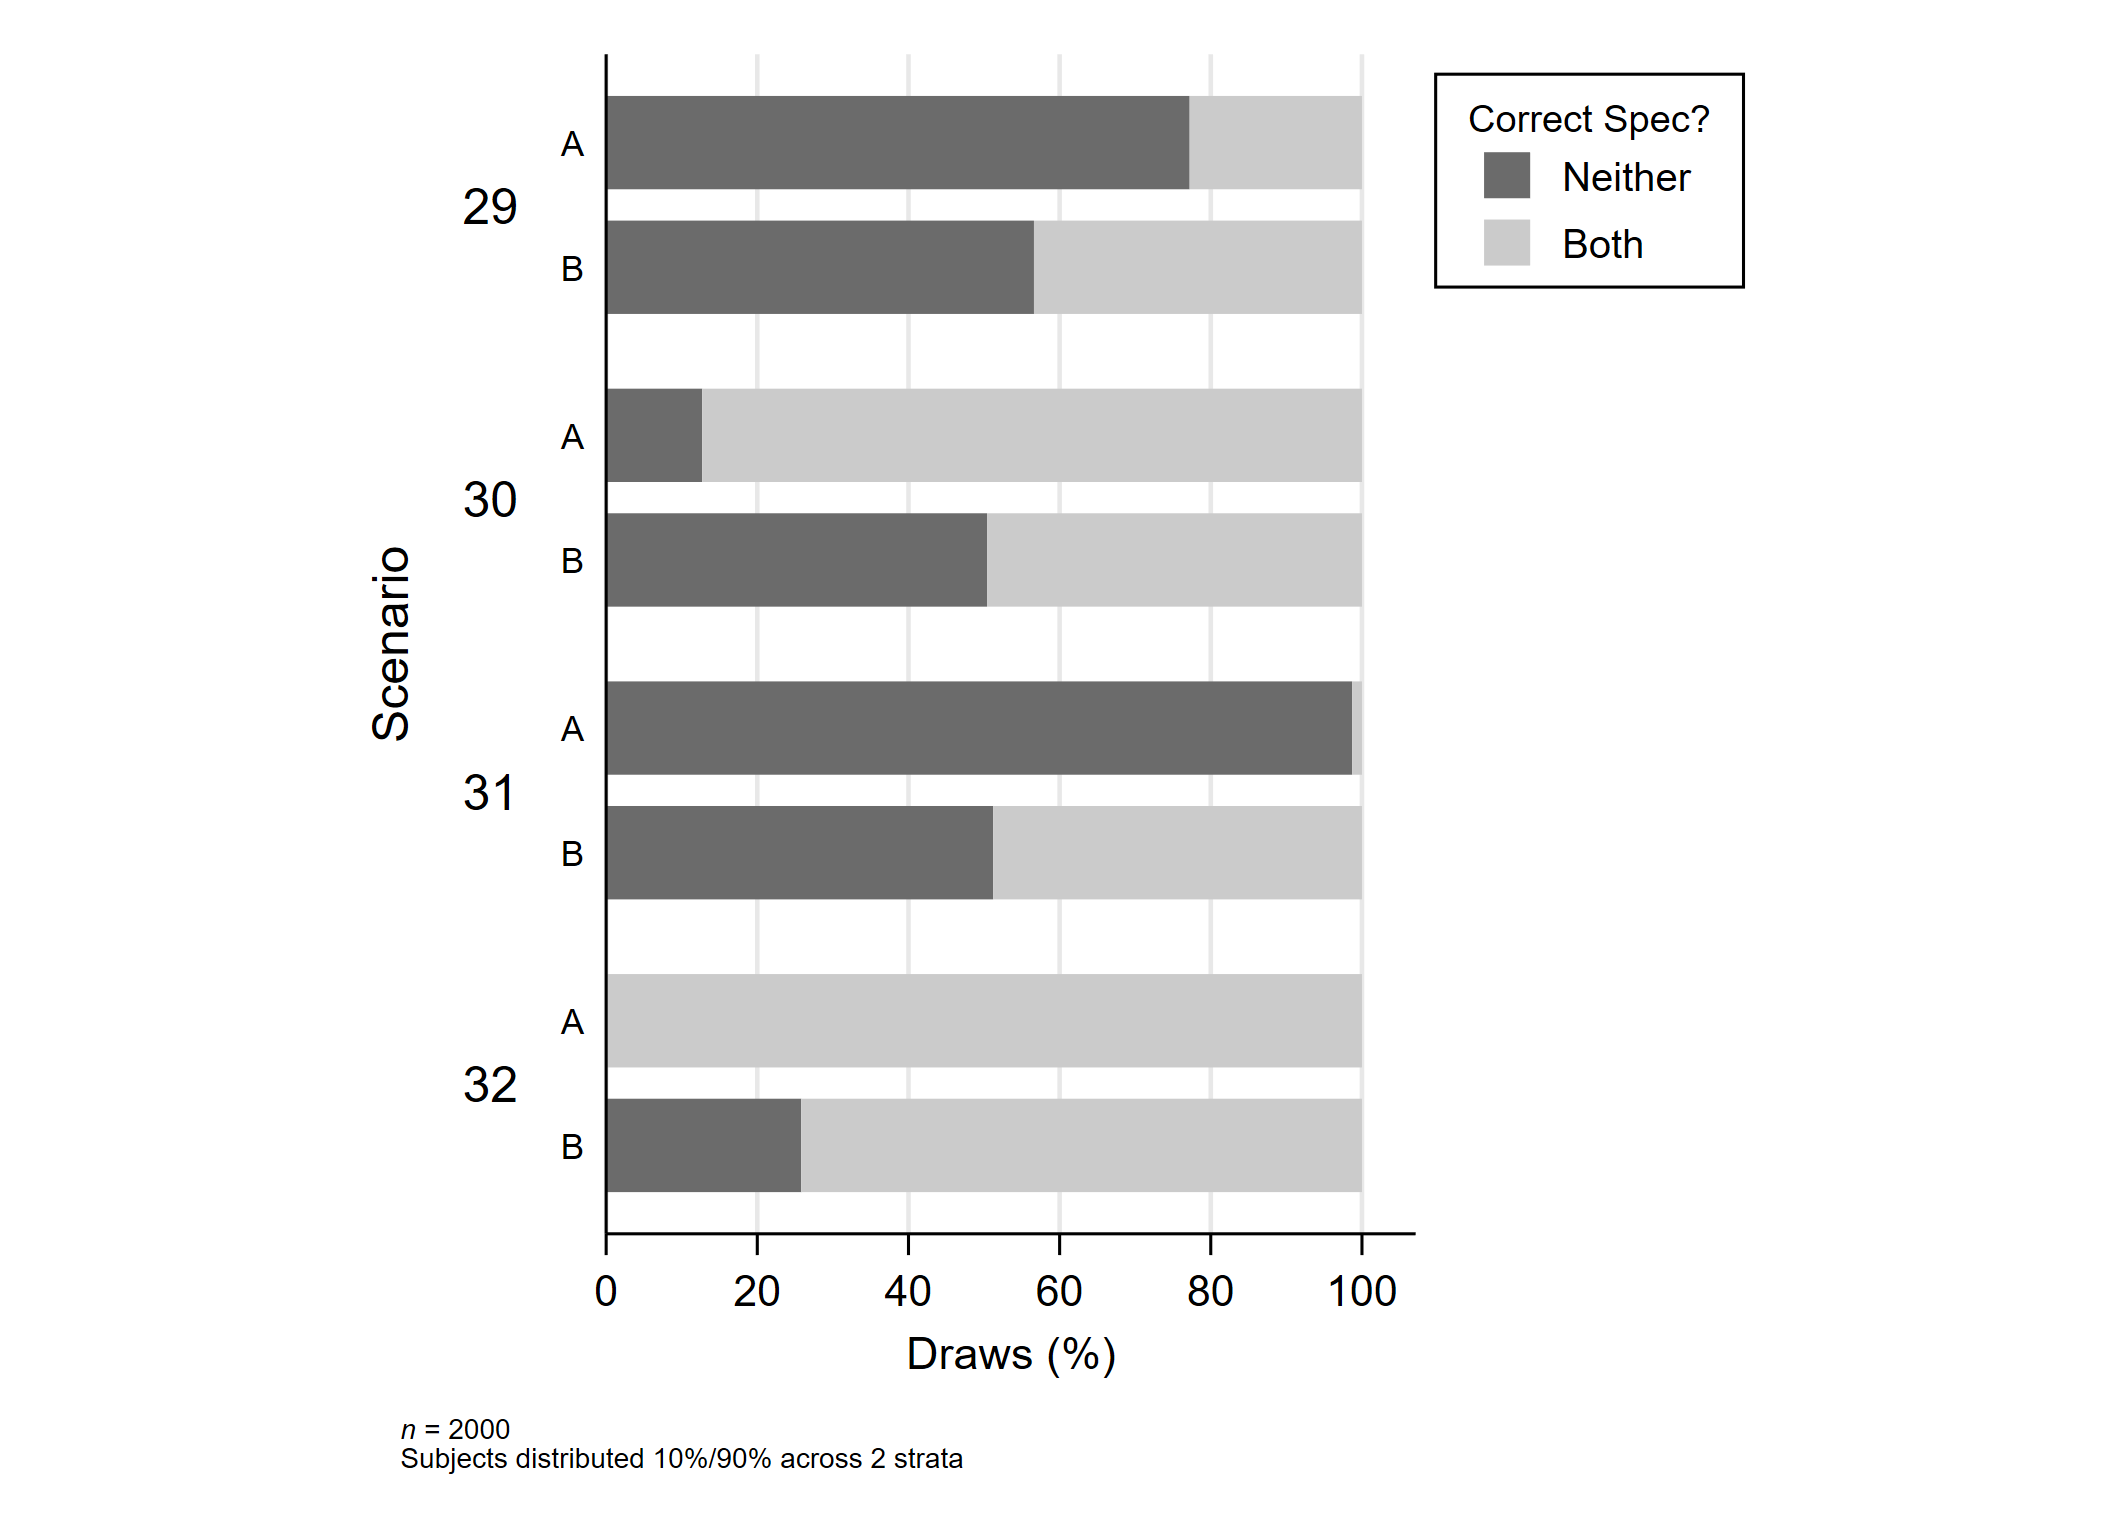 Correct Spec?
Neither
Both
Scenario
29
A
B
30
A
B
31
A
B
32
A
B
0 20 40 60 80 100
Draws (%)
n = 2000
Subjects distributed 10%/90% across 2 strata